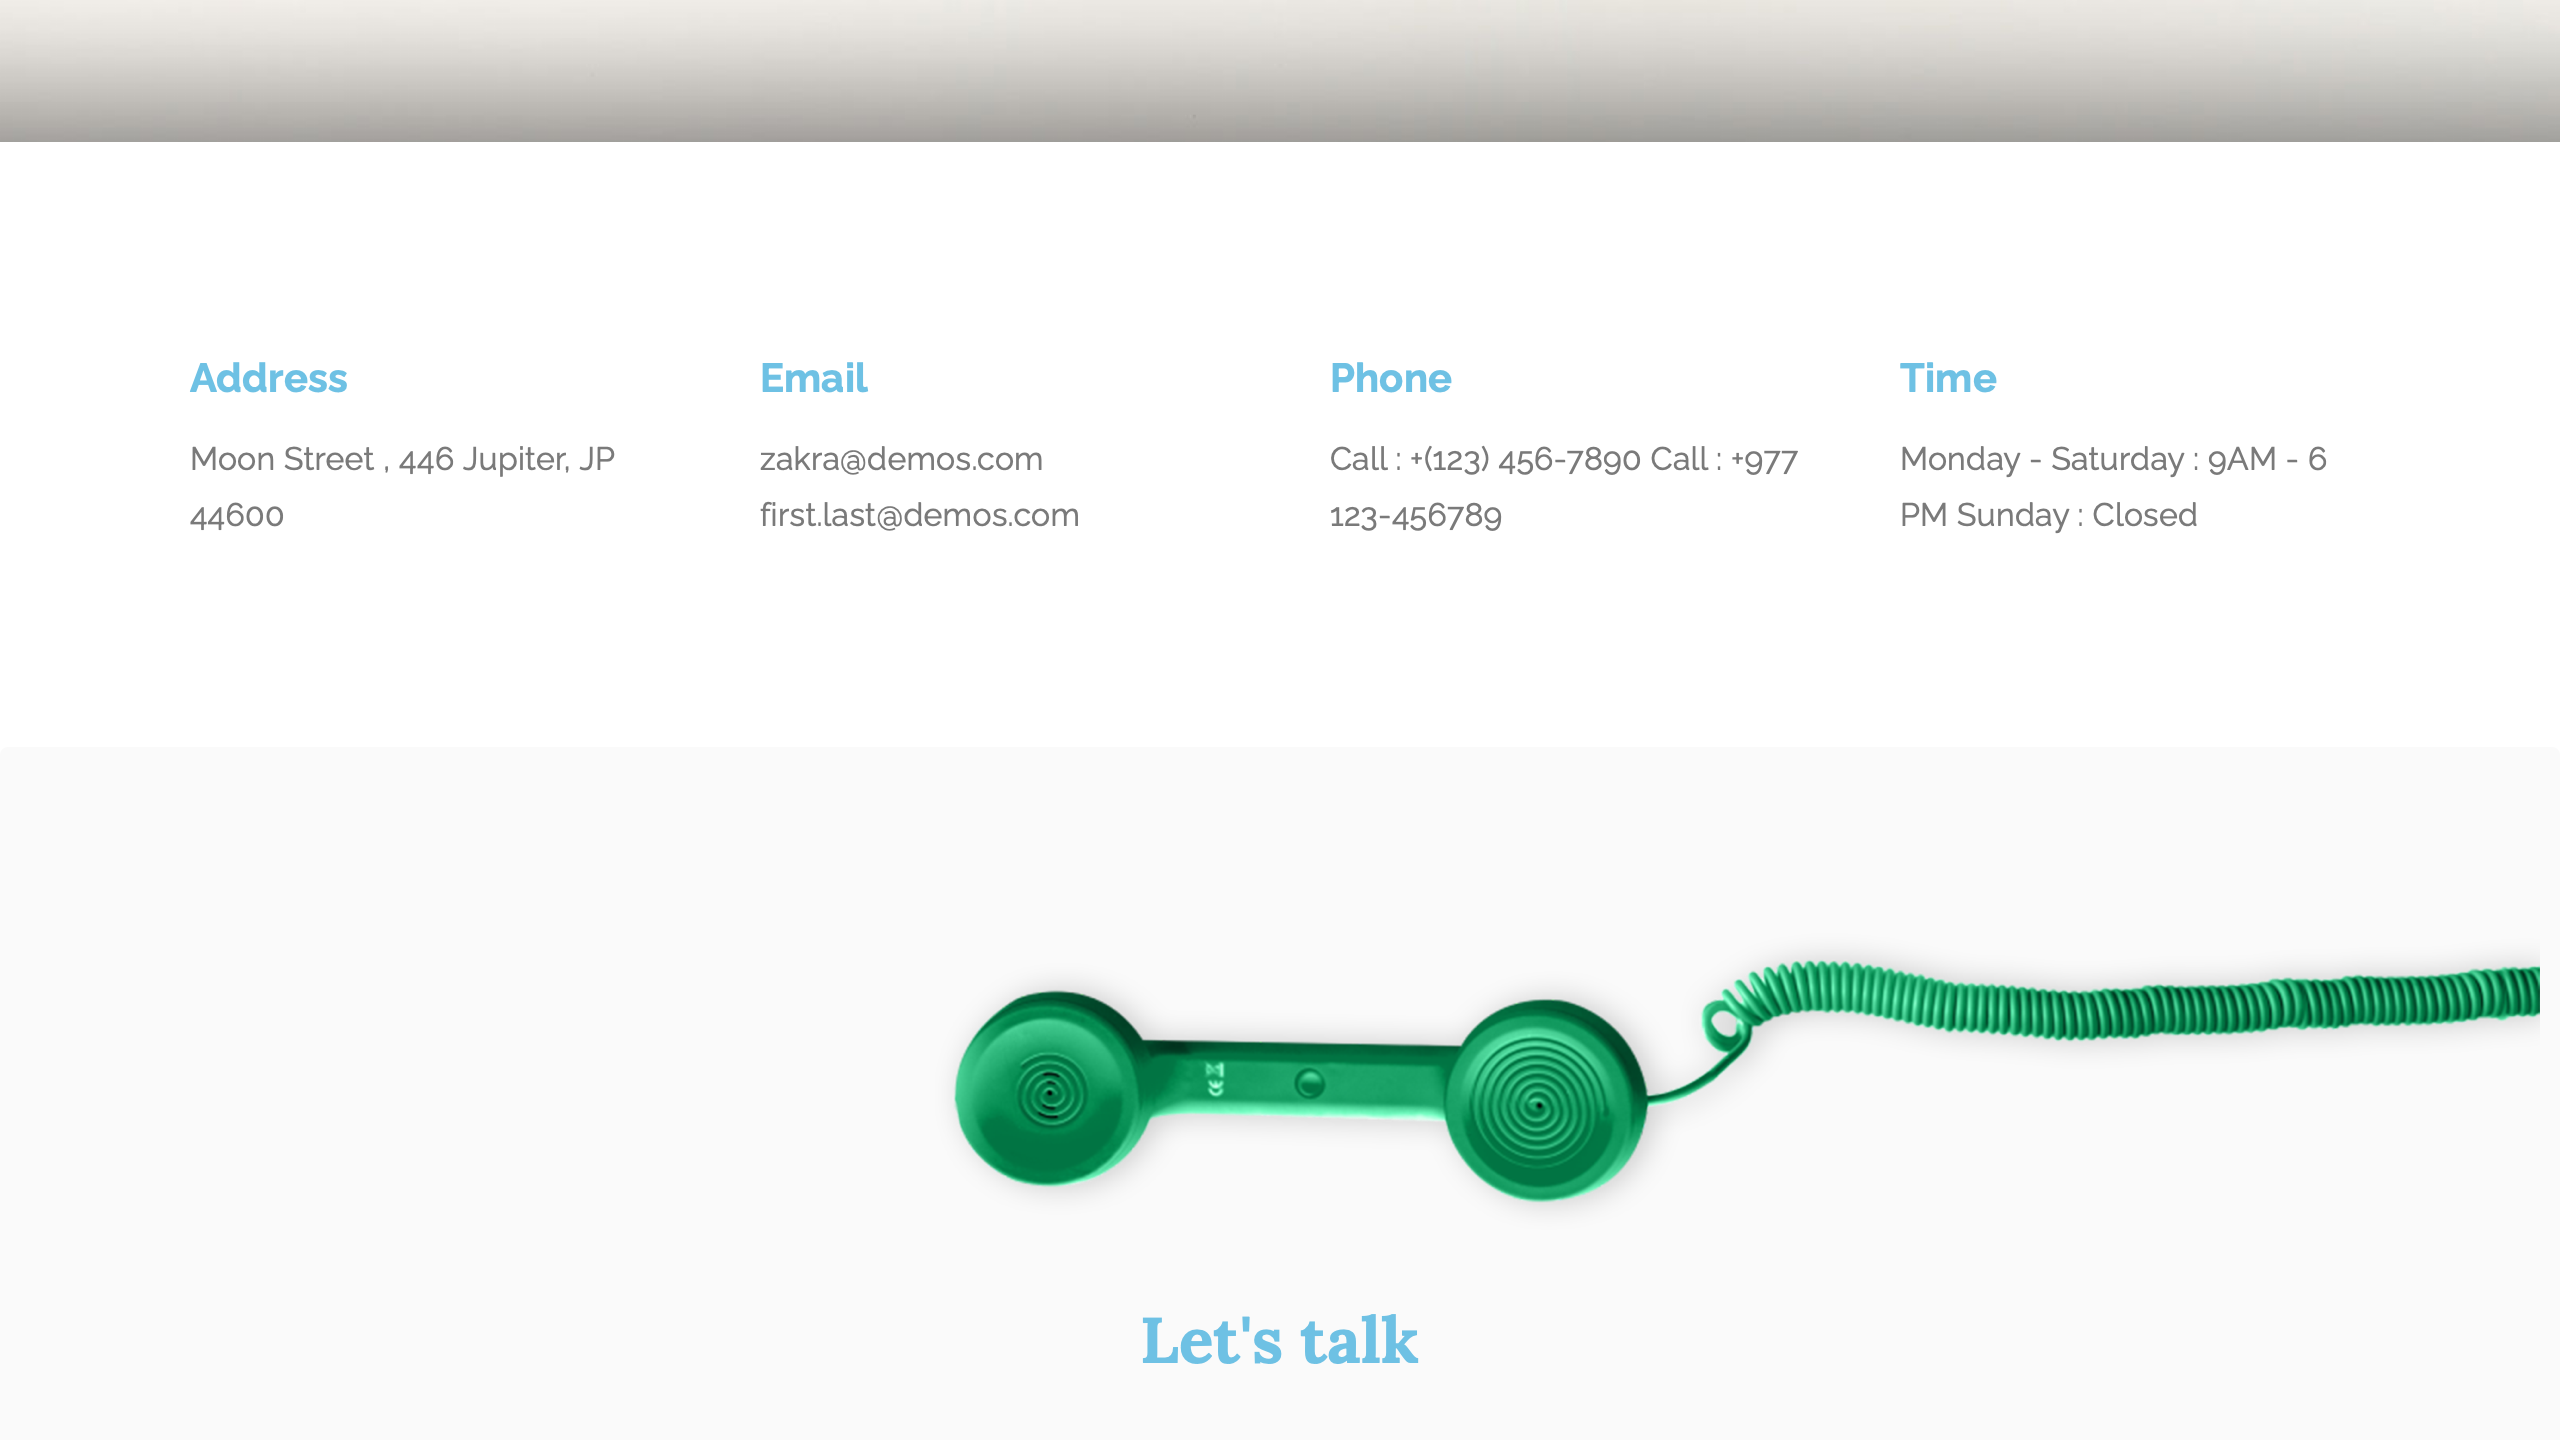 Address
Moon Street , 446 Jupiter, JP
44600
Email
zakra@demos.com
first.last@demos.com
Phone
Call : +(123) 456-7890 Call : +977
123-456789
Time
Monday - Saturday : 9AM - 6
PM Sunday : Closed
CE
Let's talk